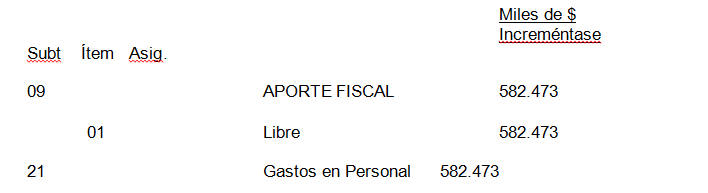 Miles de $
Increméntase
Subt Ítem Asig.
09 APORTE FISCAL 582.473
01 Libre 582.473
21 Gastos en Personal 582.473